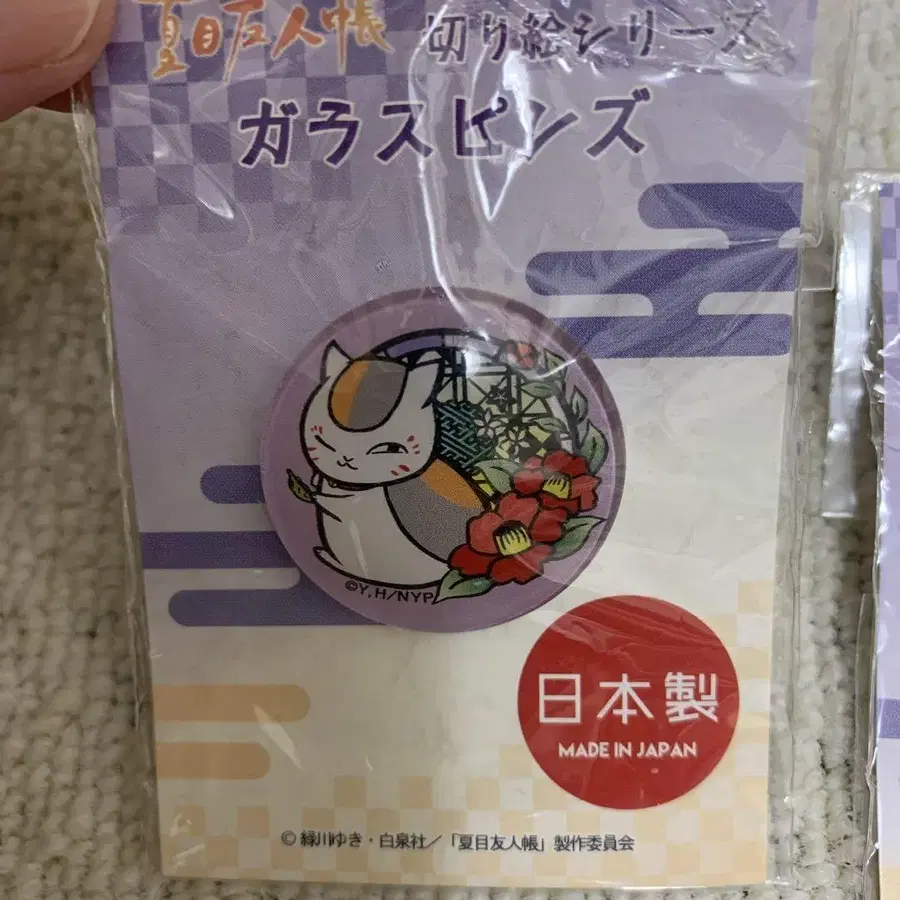 夏目友人帳 切り絵シリーズ
ガラスピンズ
©Y,H/NYP
日本製
MADE IN JAPAN
© 緑川ゆき・白泉社/「夏目友人帳」製作委員会